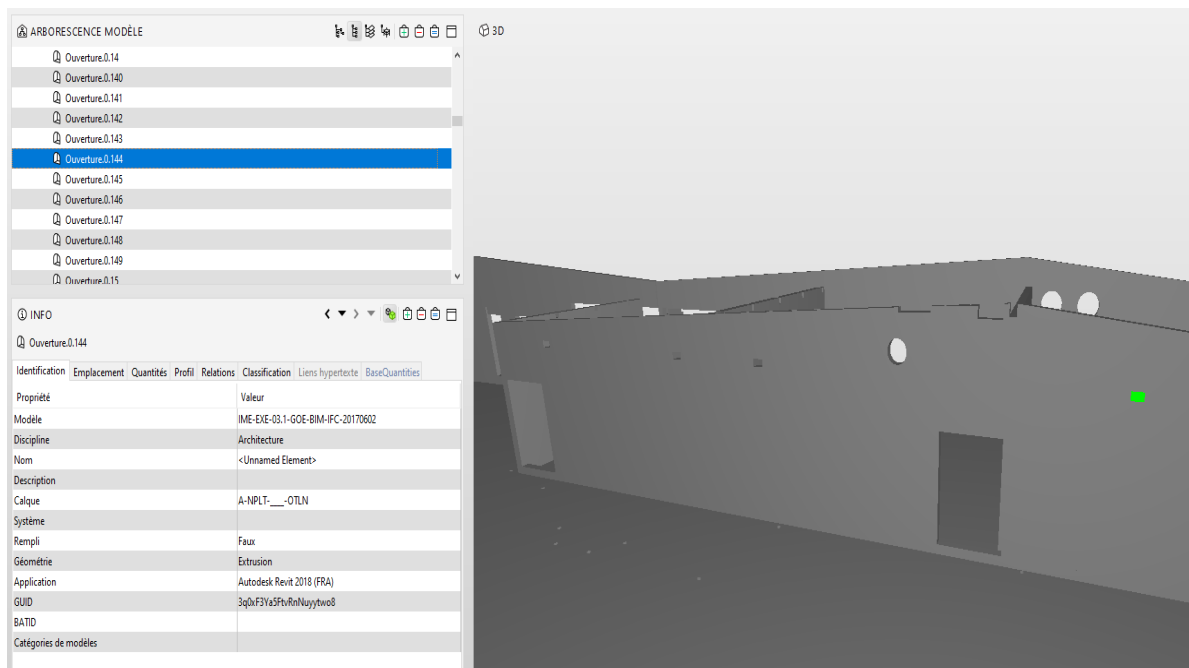 ARBORESCENCE MODÈLE
3D
Ouverture.0.14
Ouverture.0.140
Ouverture.0.141
Ouverture.0.142
Ouverture.0.143
Ouverture.0.144
Ouverture.0.145
Ouverture.0.146
Ouverture.0.147
Ouverture.0.148
Ouverture.0.149
Ouverture.0.15
INFO
Ouverture.0.144
Identification Emplacement Quantités Profil Relations Classification Liens hypertexte BaseQuantities
Propriété Valeur
Modèle IME-EXE-03.1-GOE-BIM-IFC-20170602
Discipline Architecture
Nom <Unnamed Element>
Description
Calque A-NPLT-___-OTLN
Système
Rempli Faux
Géométrie Extrusion
Application Autodesk Revit 2018 (FRA)
GUID 3q0xF3Ya5FtvRnNuyytwo8
BATID
Catégories de modèles